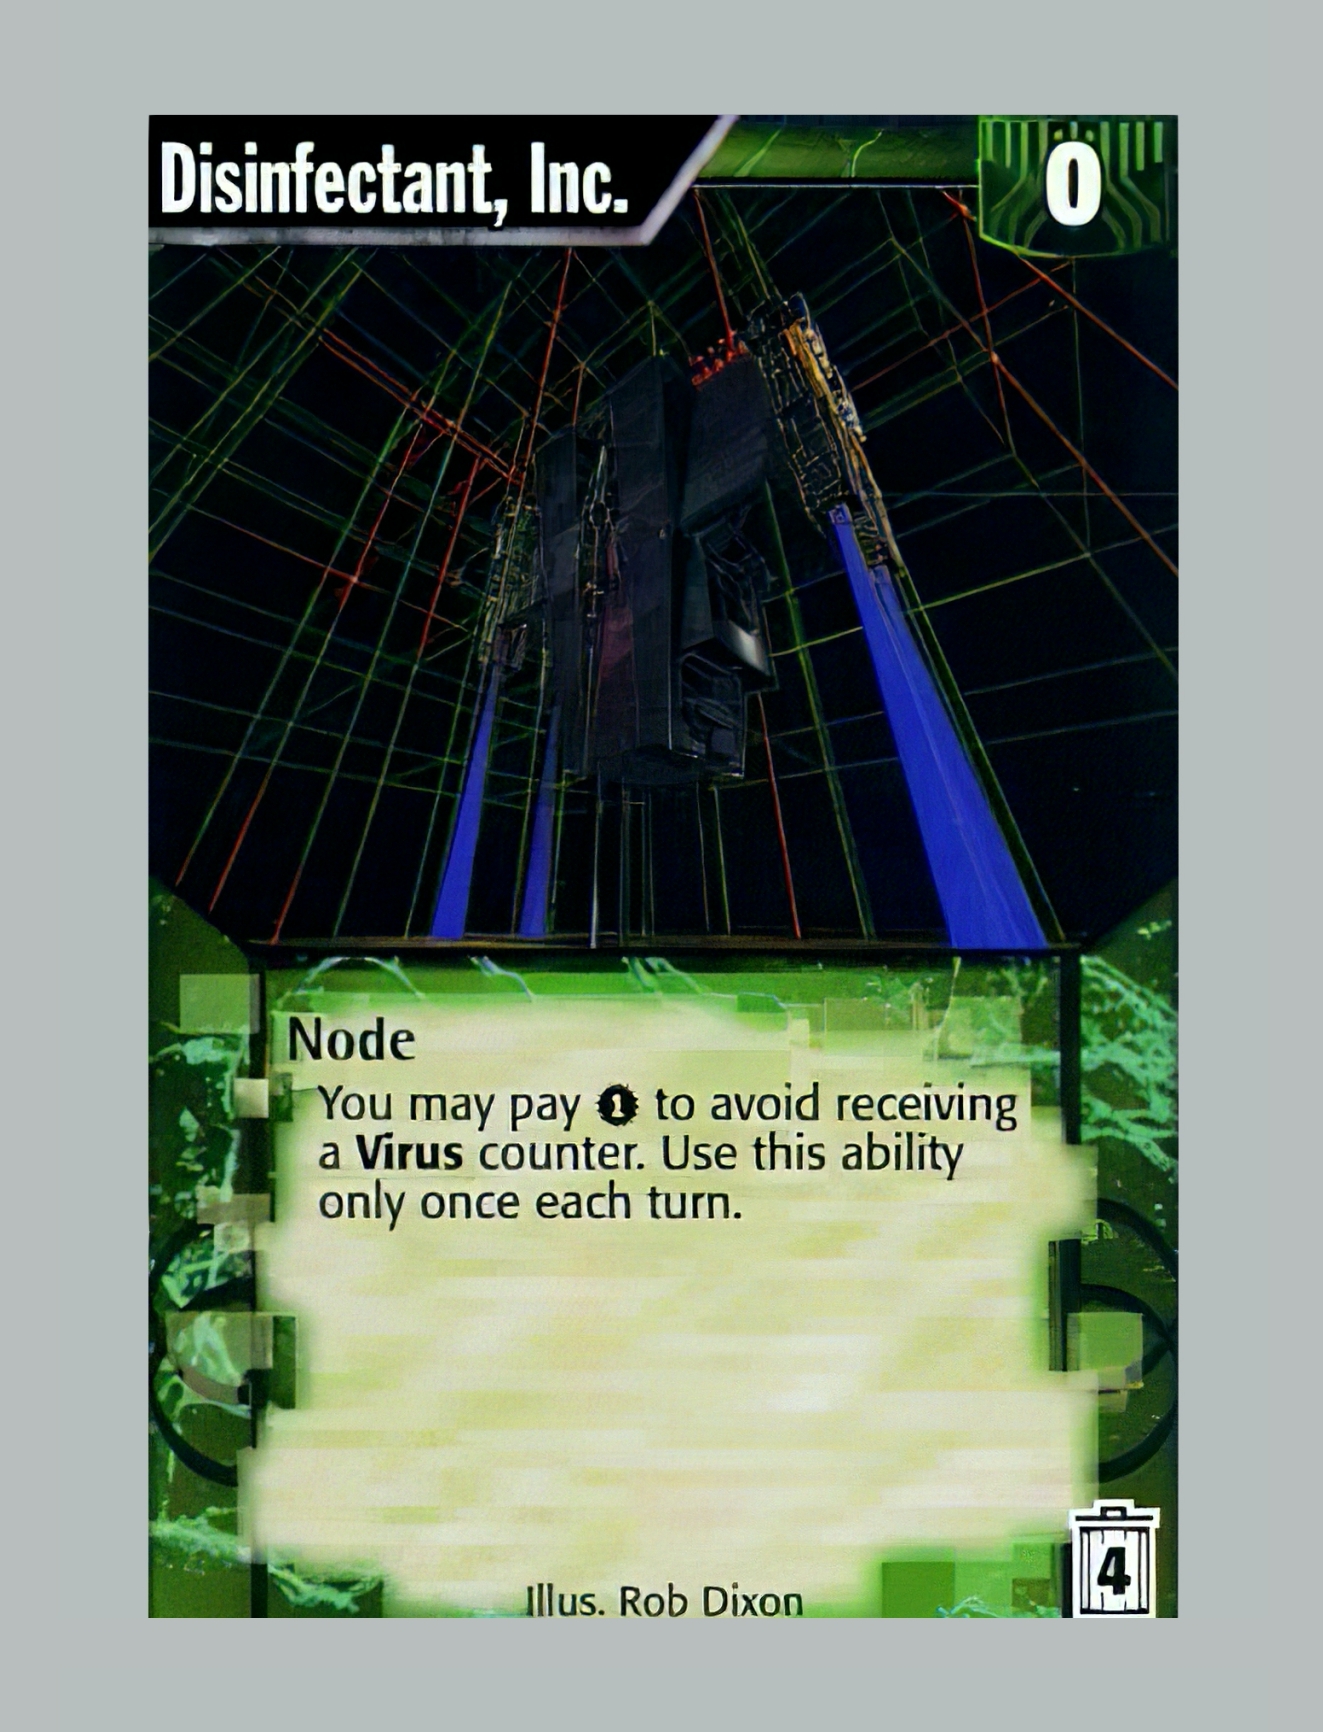 Disinfectant, Inc.
0
Node
You may pay 1 to avoid receiving
a Virus counter. Use this ability
only once each turn.
4
Illus. Rob Dixon